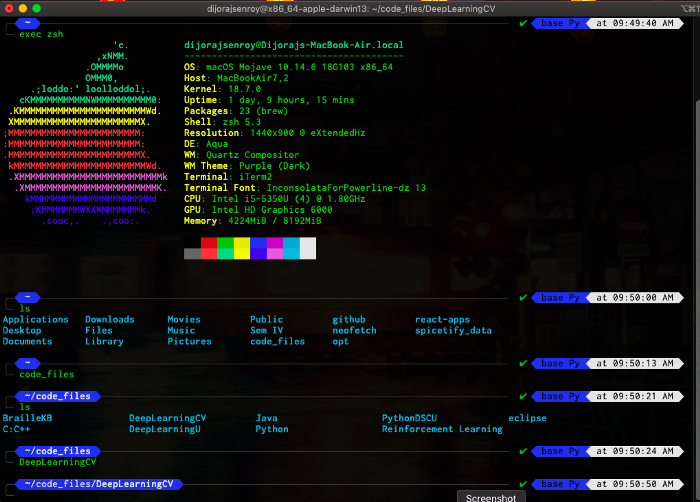 dijorajsenroy@x86_64-apple-darwin13: ~/code_files/DeepLearningCV
~ ✔ base Py at 09:49:40 AM
exec zsh
'c. dijorajsenroy@Dijorajs-MacBook-Air.local
,xNMM. ----------------------------------------
.OMMMMo OS: macOS Mojave 10.14.6 18G103 x86_64
OMMM0, Host: MacBookAir7,2
.;loddo:' loolloddol;. Kernel: 18.7.0
cKMMMMMMMMMMNWMMMMMMMMMM0: Uptime: 1 day, 9 hours, 15 mins
.KMMMMMMMMMMMMMMMMMMMMMMMWd. Packages: 23 (brew)
XMMMMMMMMMMMMMMMMMMMMMMMX. Shell: zsh 5.3
;MMMMMMMMMMMMMMMMMMMMMMMM: Resolution: 1440x900 @ eXtendedHz
:MMMMMMMMMMMMMMMMMMMMMMMM: DE: Aqua
.MMMMMMMMMMMMMMMMMMMMMMMMX. WM: Quartz Compositor
kMMMMMMMMMMMMMMMMMMMMMMMMWd. WM Theme: Purple (Dark)
.XMMMMMMMMMMMMMMMMMMMMMMMMMMk Terminal: iTerm2
.XMMMMMMMMMMMMMMMMMMMMMMMMK. Terminal Font: InconsolataForPowerline-dz 13
kMMMMMMMMMMMMMMMMMMMMMMd CPU: Intel i5-5350U (4) @ 1.80GHz
;KMMMMMMMWXXWMMMMMMMk. GPU: Intel HD Graphics 6000
.cooc,. .,coo:. Memory: 4224MiB / 8192MiB
~ ✔ base Py at 09:50:00 AM
ls
Applications Downloads Movies Public github react-apps
Desktop Files Music Sem IV neofetch spicetify_data
Documents Library Pictures code_files opt
~ ✔ base Py at 09:50:13 AM
code_files
~/code_files ✔ base Py at 09:50:21 AM
ls
BrailleKB DeepLearningCV Java PythonDSCU eclipse
C:C++ DeepLearningU Python Reinforcement Learning
~/code_files ✔ base Py at 09:50:24 AM
DeepLearningCV
~/code_files/DeepLearningCV ✔ base Py at 09:50:50 AM
Screenshot